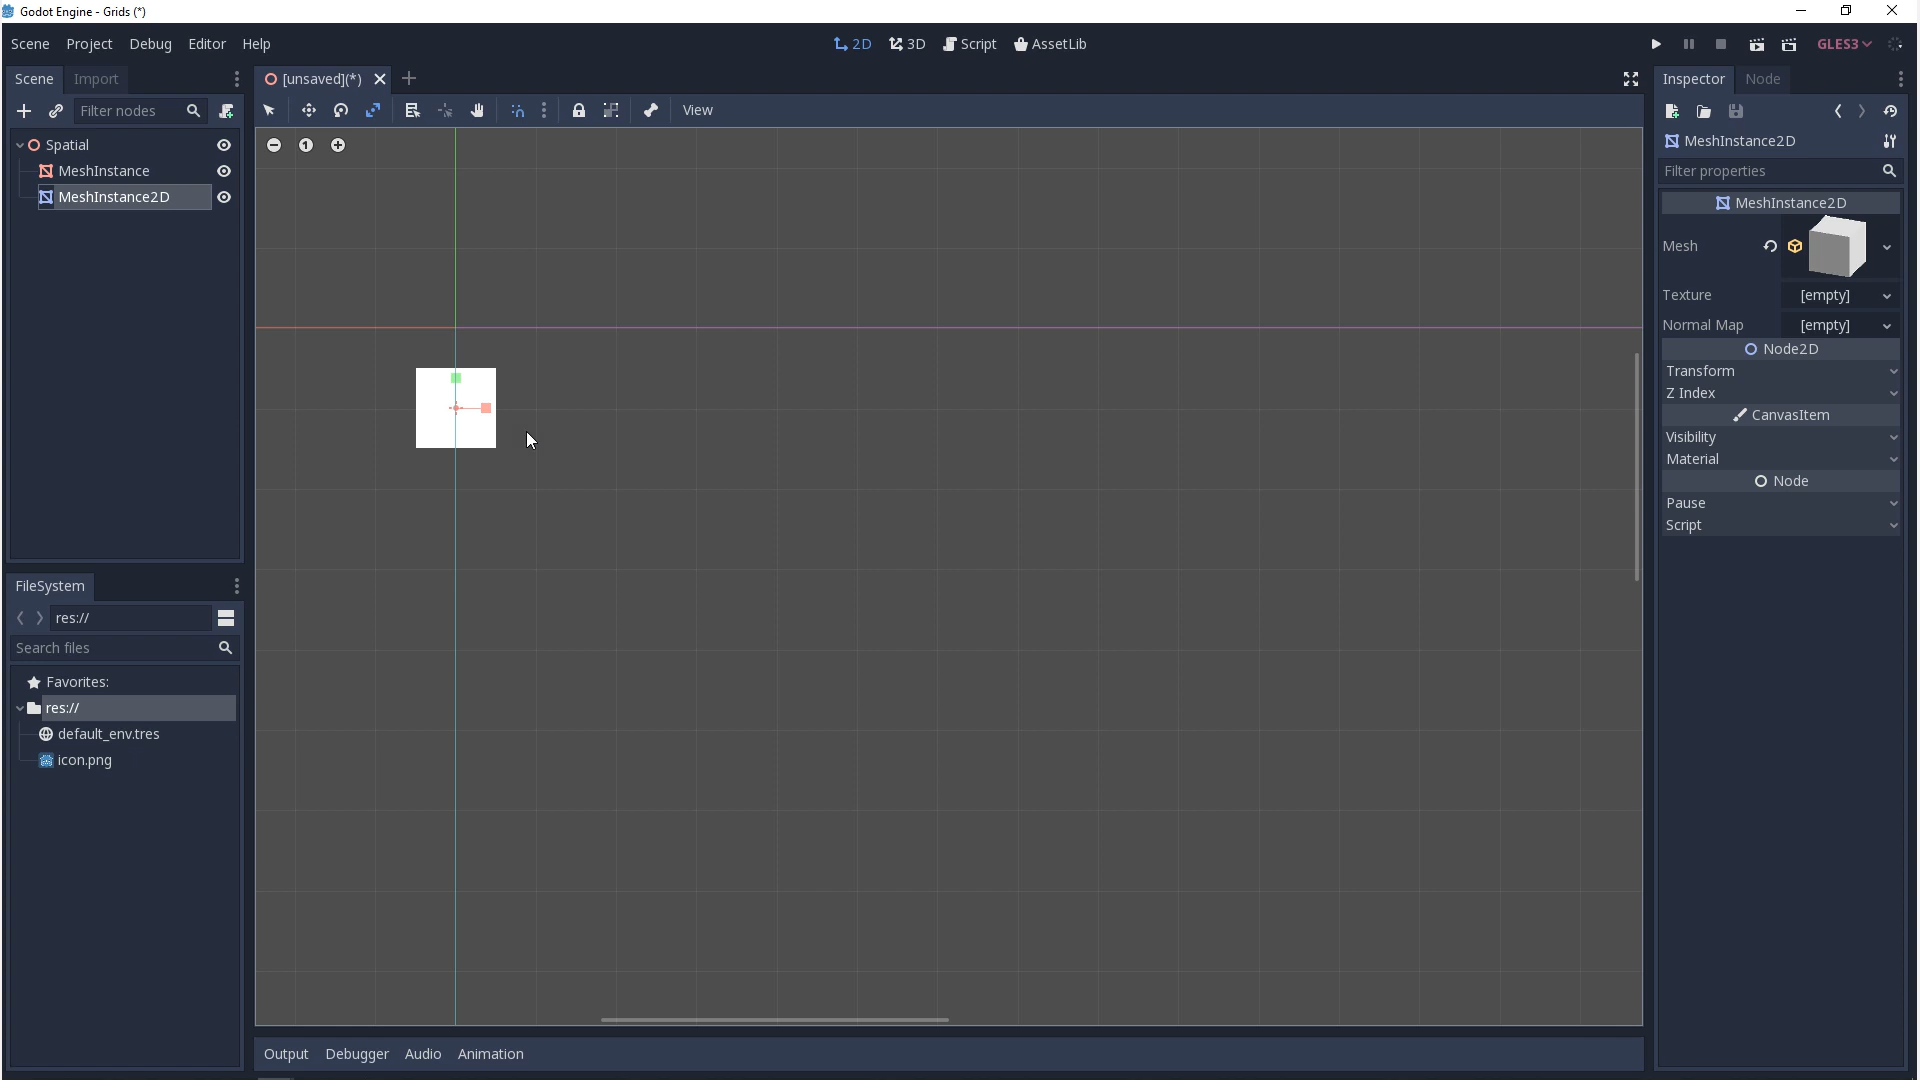 Godot Engine - Grids (*)
Scene Project Debug Editor Help
2D 3D Script AssetLib
GLES3
Scene Import
[unsaved](*)
Inspector Node
Filter nodes
View
MeshInstance2D
Filter properties
Spatial
MeshInstance
MeshInstance2D
1
MeshInstance2D
Mesh
Texture [empty]
Normal Map [empty]
Node2D
Transform
Z Index
CanvasItem
Visibility
Material
Node
Pause
Script
FileSystem
res://
Search files
Favorites:
res://
default_env.tres
icon.png
Output Debugger Audio Animation